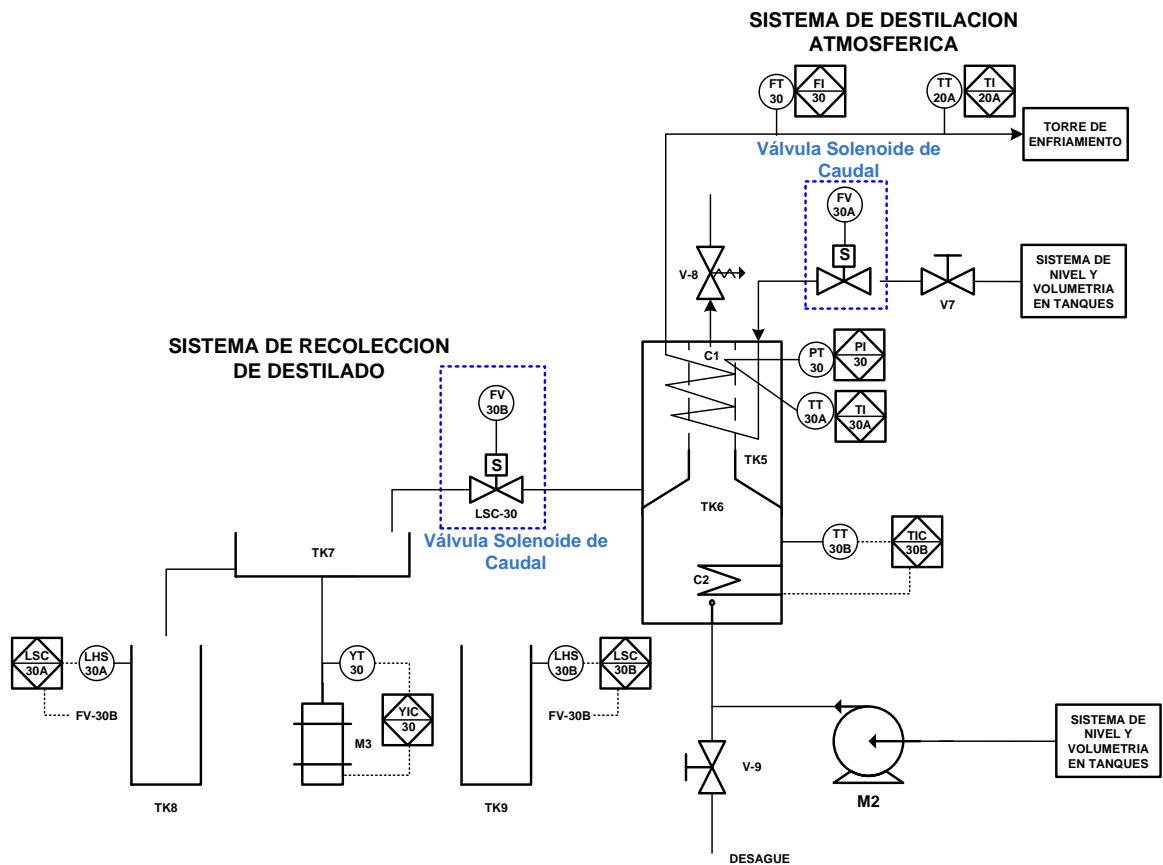 SISTEMA DE DESTILACION
ATMOSFERICA
FT
30
FI
30
TT
20A
TI
20A
TORRE DE
ENFRIAMIENTO
Válvula Solenoide de
Caudal
FV
30A
S
V-8
V7
SISTEMA DE
NIVEL Y
VOLUMETRIA
EN TANQUES
SISTEMA DE RECOLECCION
DE DESTILADO
C1
PT
30
PI
30
TT
30A
TI
30A
FV
30B
S
LSC-30
Válvula Solenoide de
Caudal
TK5
TK6
TT
30B
TIC
30B
C2
TK7
LSC
30A
LHS
30A
FV-30B
YT
30
YIC
30
M3
LHS
30B
LSC
30B
FV-30B
TK8
TK9
V-9
M2
SISTEMA DE
NIVEL Y
VOLUMETRIA
EN TANQUES
DESAGUE